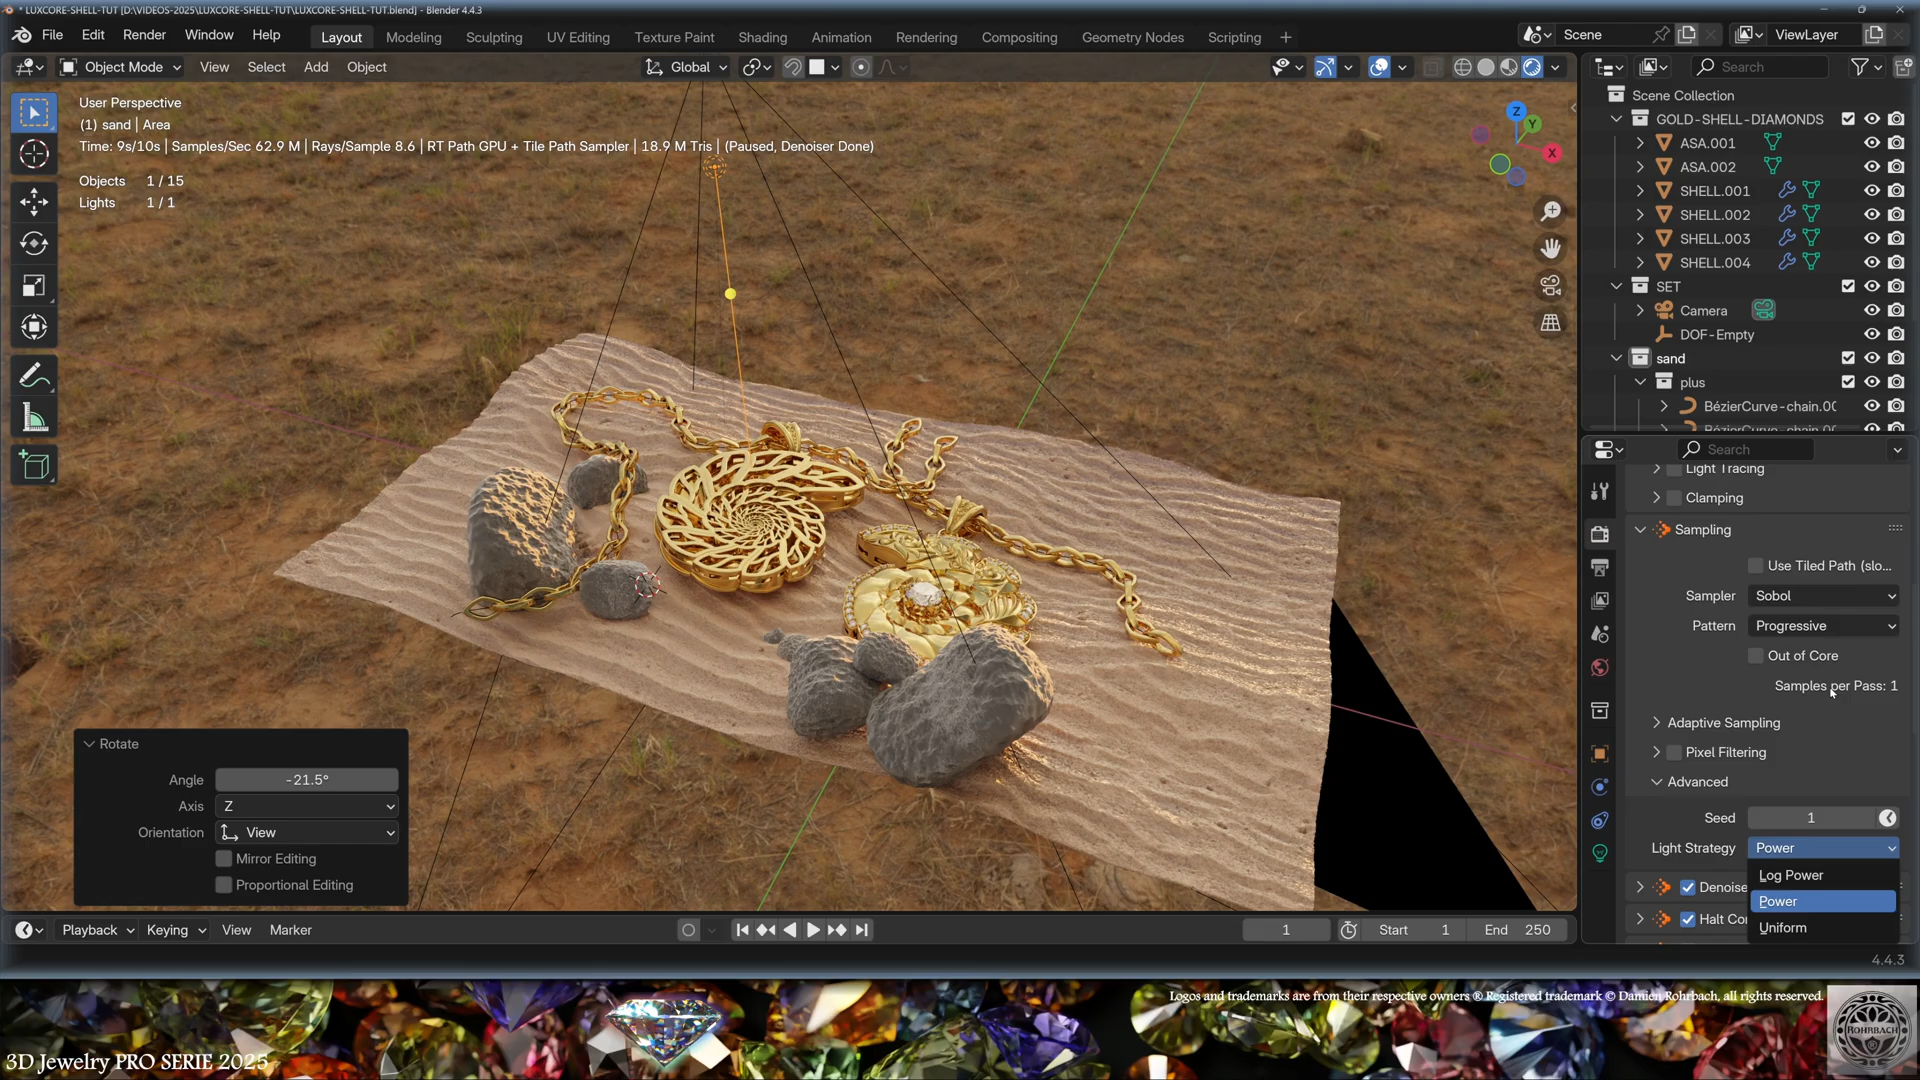 * LUXCORE-SHELL-TUT [D:\VIDEOS-2025\LUXCORE-SHELL-TUT\LUXCORE-SHELL-TUT.blend] - Blender 4.4.3
File Edit Render Window Help
Layout Modeling Sculpting UV Editing Texture Paint Shading Animation Rendering Compositing Geometry Nodes Scripting +
Scene
ViewLayer
Object Mode View Select Add Object
Global
Search
User Perspective
(1) sand | Area
Time: 9s/10s | Samples/Sec 62.9 M | Rays/Sample 8.6 | RT Path GPU + Tile Path Sampler | 18.9 M Tris | (Paused, Denoiser Done)
Objects 1 / 15
Lights 1 / 1
Z
Y
X
Scene Collection
GOLD-SHELL-DIAMONDS
ASA.001
ASA.002
SHELL.001
SHELL.002
SHELL.003
SHELL.004
SET
Camera
DOF-Empty
sand
plus
BézierCurve-chain.00
BézierCurve-chain.00
Search
Light Tracing
Clamping
Sampling
Use Tiled Path (slo...
Sampler Sobol
Pattern Progressive
Out of Core
Samples per Pass: 1
Adaptive Sampling
Pixel Filtering
Advanced
Seed 1
Light Strategy Power
Log Power
Power
Uniform
Denoise
Halt Co
Rotate
Angle -21.5°
Axis Z
Orientation View
Mirror Editing
Proportional Editing
Playback Keying View Marker
1
Start 1
End 250
4.4.3
Logos and trademarks are from their respective owners ® Registered trademark © Damien Rohrbach, all rights reserved.
ROHRBACH
3D Jewelry PRO SERIE 2025